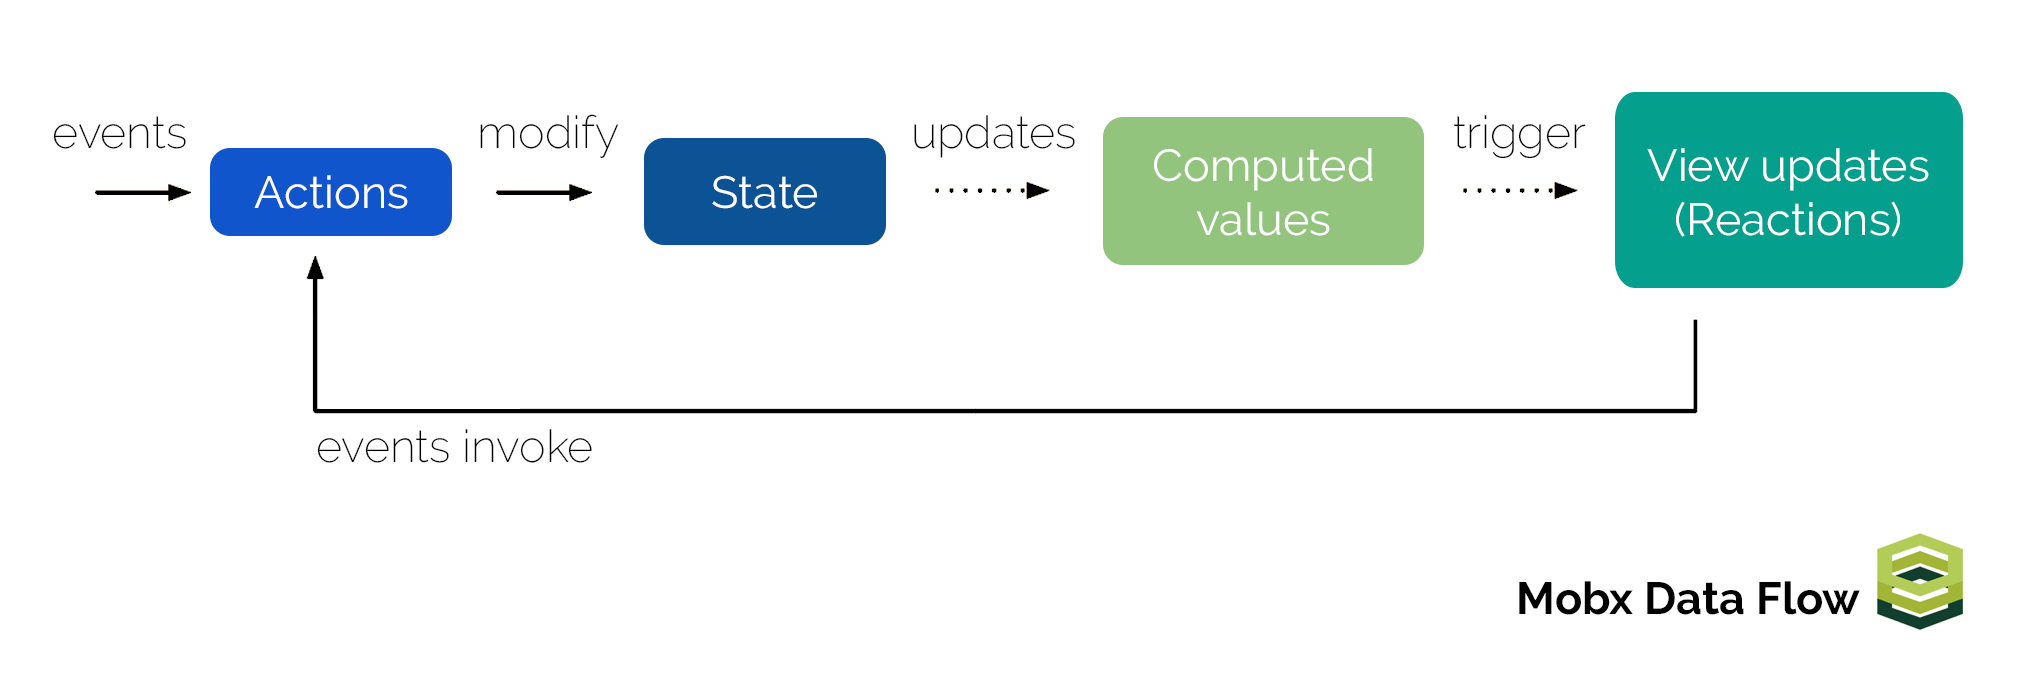 events
Actions
modify
State
updates
Computed
values
trigger
View updates
(Reactions)
events invoke
Mobx Data Flow